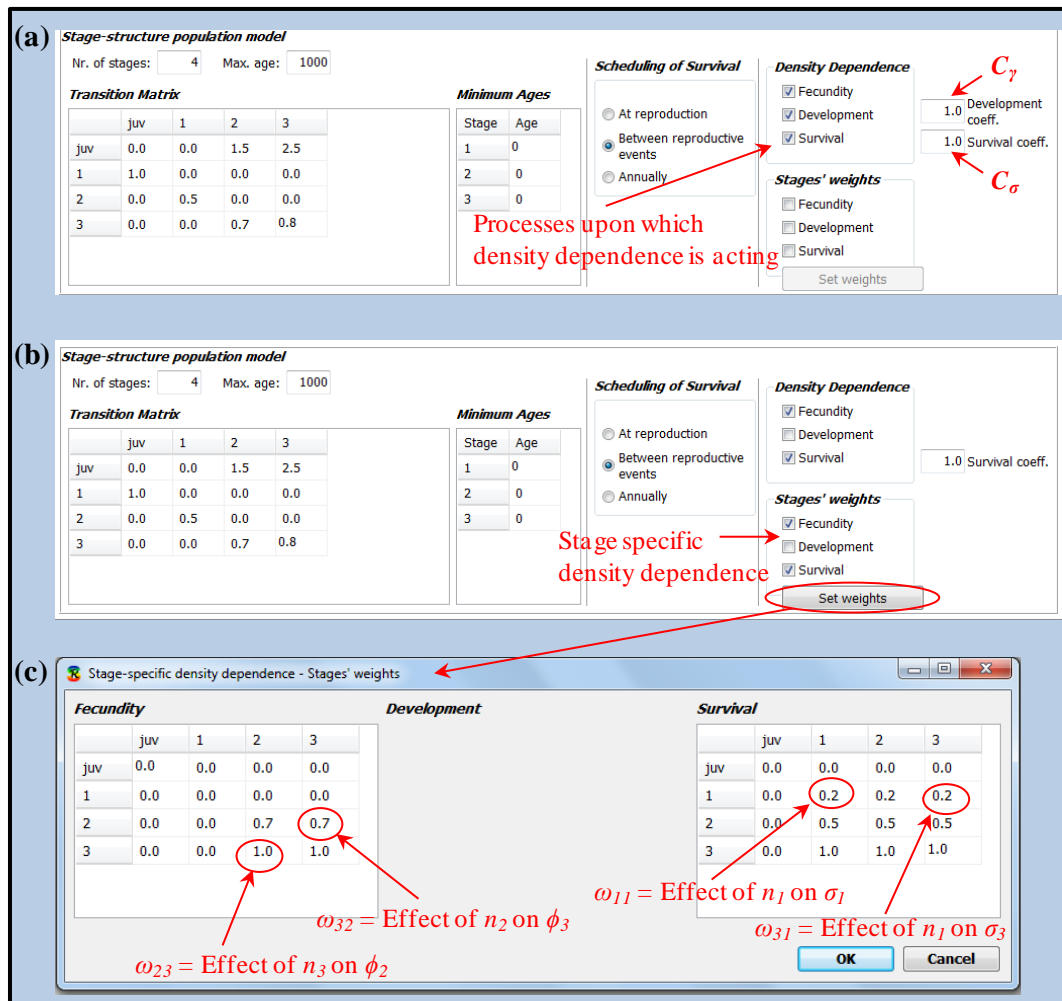 (a) Stage-structure population model
Nr. of stages: 4 Max. age: 1000
Transition Matrix
juv 1 2 3
juv 0.0 0.0 1.5 2.5
1 1.0 0.0 0.0 0.0
2 0.0 0.5 0.0 0.0
3 0.0 0.0 0.7 0.8
Minimum Ages
Stage Age
1 0
2 0
3 0
Scheduling of Survival
At reproduction
Between reproductive
events
Annually
Density Dependence
Fecundity
Development
Survival
Cγ
1.0 Development
coeff.
1.0 Survival coeff.
Cσ
Stages' weights
Fecundity
Development
Survival
Set weights
Processes upon which
density dependence is acting
(b) Stage-structure population model
Nr. of stages: 4 Max. age: 1000
Transition Matrix
juv 1 2 3
juv 0.0 0.0 1.5 2.5
1 1.0 0.0 0.0 0.0
2 0.0 0.5 0.0 0.0
3 0.0 0.0 0.7 0.8
Minimum Ages
Stage Age
1 0
2 0
3 0
Scheduling of Survival
At reproduction
Between reproductive
events
Annually
Density Dependence
Fecundity
Development
Survival
1.0 Survival coeff.
Stages' weights
Fecundity
Development
Survival
Set weights
Stage specific
density dependence
(c) Stage-specific density dependence - Stages' weights
Fecundity
juv 1 2 3
juv 0.0 0.0 0.0 0.0
1 0.0 0.0 0.0 0.0
2 0.0 0.0 0.7 0.7
3 0.0 0.0 1.0 1.0
Development
Survival
juv 1 2 3
juv 0.0 0.0 0.0 0.0
1 0.0 0.2 0.2 0.2
2 0.0 0.5 0.5 0.5
3 0.0 1.0 1.0 1.0
ω11 = Effect of n1 on σ1
ω32 = Effect of n2 on ϕ3
ω31 = Effect of n1 on σ3
ω23 = Effect of n3 on ϕ2
OK Cancel